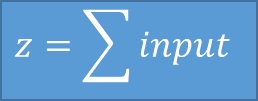 z = ∑ input